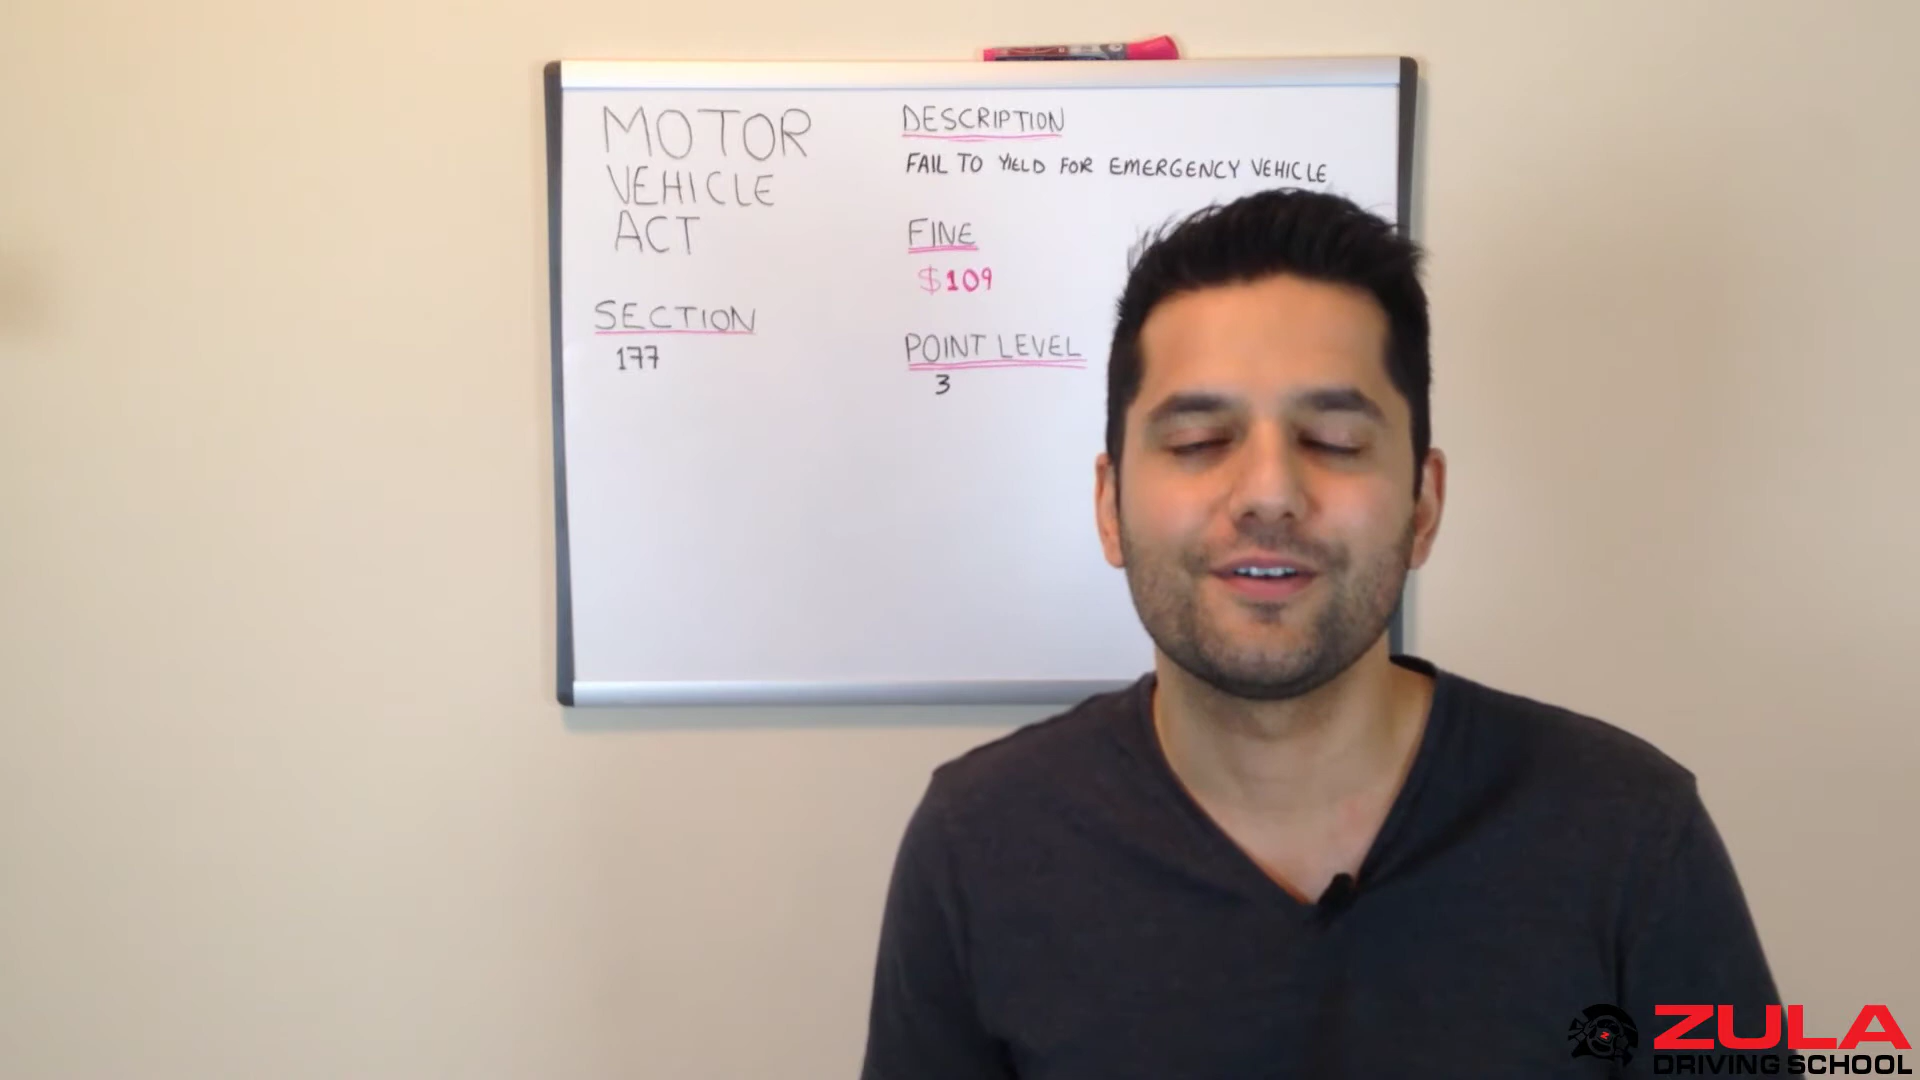 MOTOR
VEHICLE
ACT
SECTION
177
DESCRIPTION
FAIL TO YIELD FOR EMERGENCY VEHICLE
FINE
$109
POINT LEVEL
3
Z
ZULA
DRIVING SCHOOL